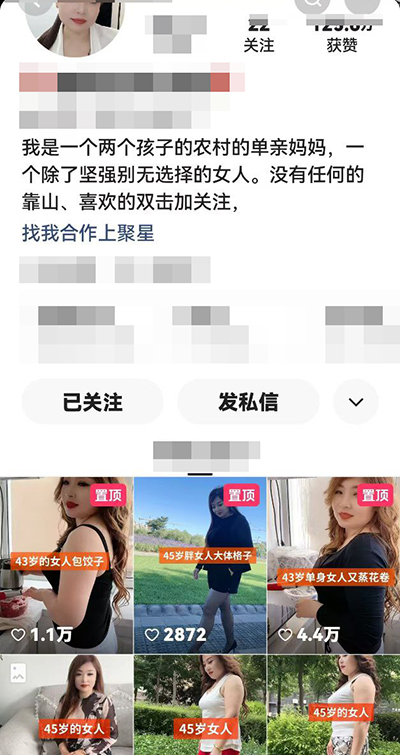 22
关注
获赞
我是一个两个孩子的农村的单亲妈妈，一
个除了坚强别无选择的女人。没有任何的
靠山、喜欢的双击加关注，
找我合作上聚星
已关注
发私信
置顶
43岁的女人包饺子
1.1万
置顶
45岁胖女人大体格子
2872
置顶
43岁单身女人又蒸花卷
4.4万
45岁的女人
45岁的女人
45岁的女人